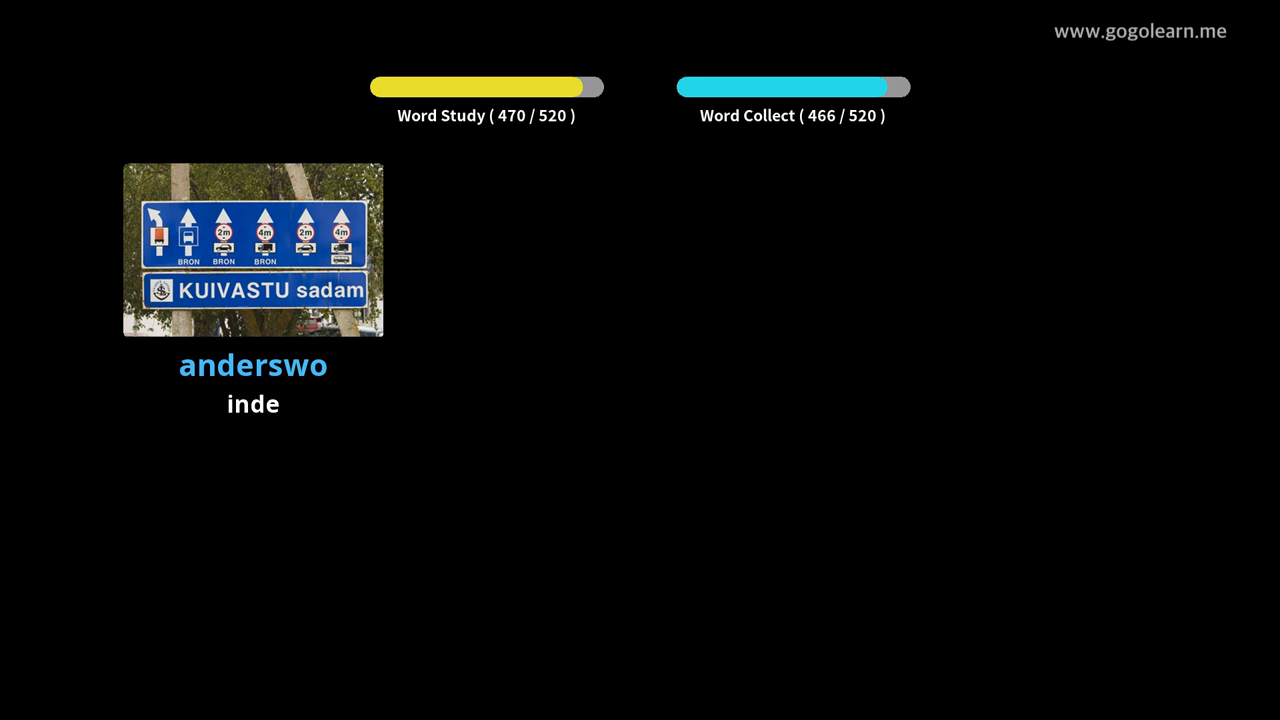 www.gogolearn.me
Word Study ( 470 / 520 )
Word Collect ( 466 / 520 )
2m 4m 2m 4m
BRON BRON BRON
KUIVASTU sadam
anderswo
inde